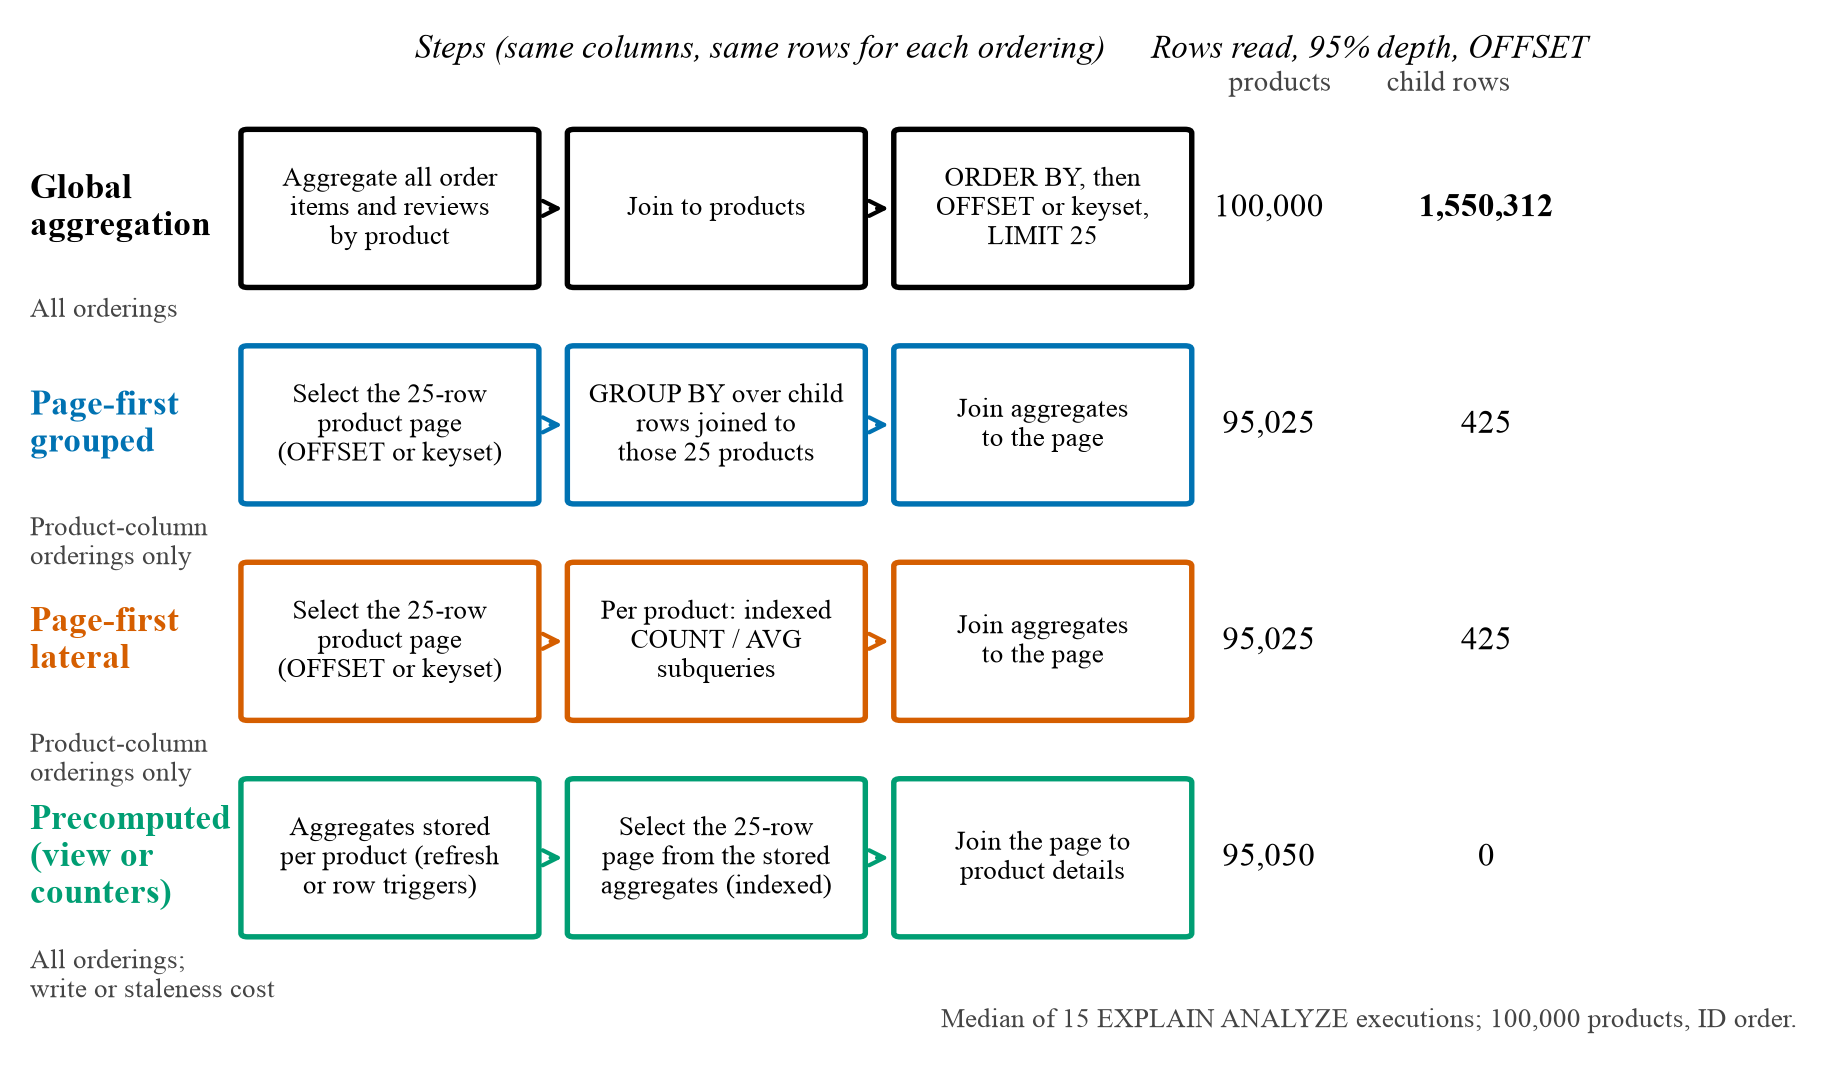 Steps (same columns, same rows for each ordering)
Rows read, 95% depth, OFFSET
products
child rows
Global
aggregation
All orderings
Aggregate all order
items and reviews
by product
Join to products
ORDER BY, then
OFFSET or keyset,
LIMIT 25
100,000
1,550,312
Page-first
grouped
Product-column
orderings only
Select the 25-row
product page
(OFFSET or keyset)
GROUP BY over child
rows joined to
those 25 products
Join aggregates
to the page
95,025
425
Page-first
lateral
Product-column
orderings only
Select the 25-row
product page
(OFFSET or keyset)
Per product: indexed
COUNT / AVG
subqueries
Join aggregates
to the page
95,025
425
Precomputed
(view or
counters)
All orderings;
write or staleness cost
Aggregates stored
per product (refresh
or row triggers)
Select the 25-row
page from the stored
aggregates (indexed)
Join the page to
product details
95,050
0
Median of 15 EXPLAIN ANALYZE executions; 100,000 products, ID order.